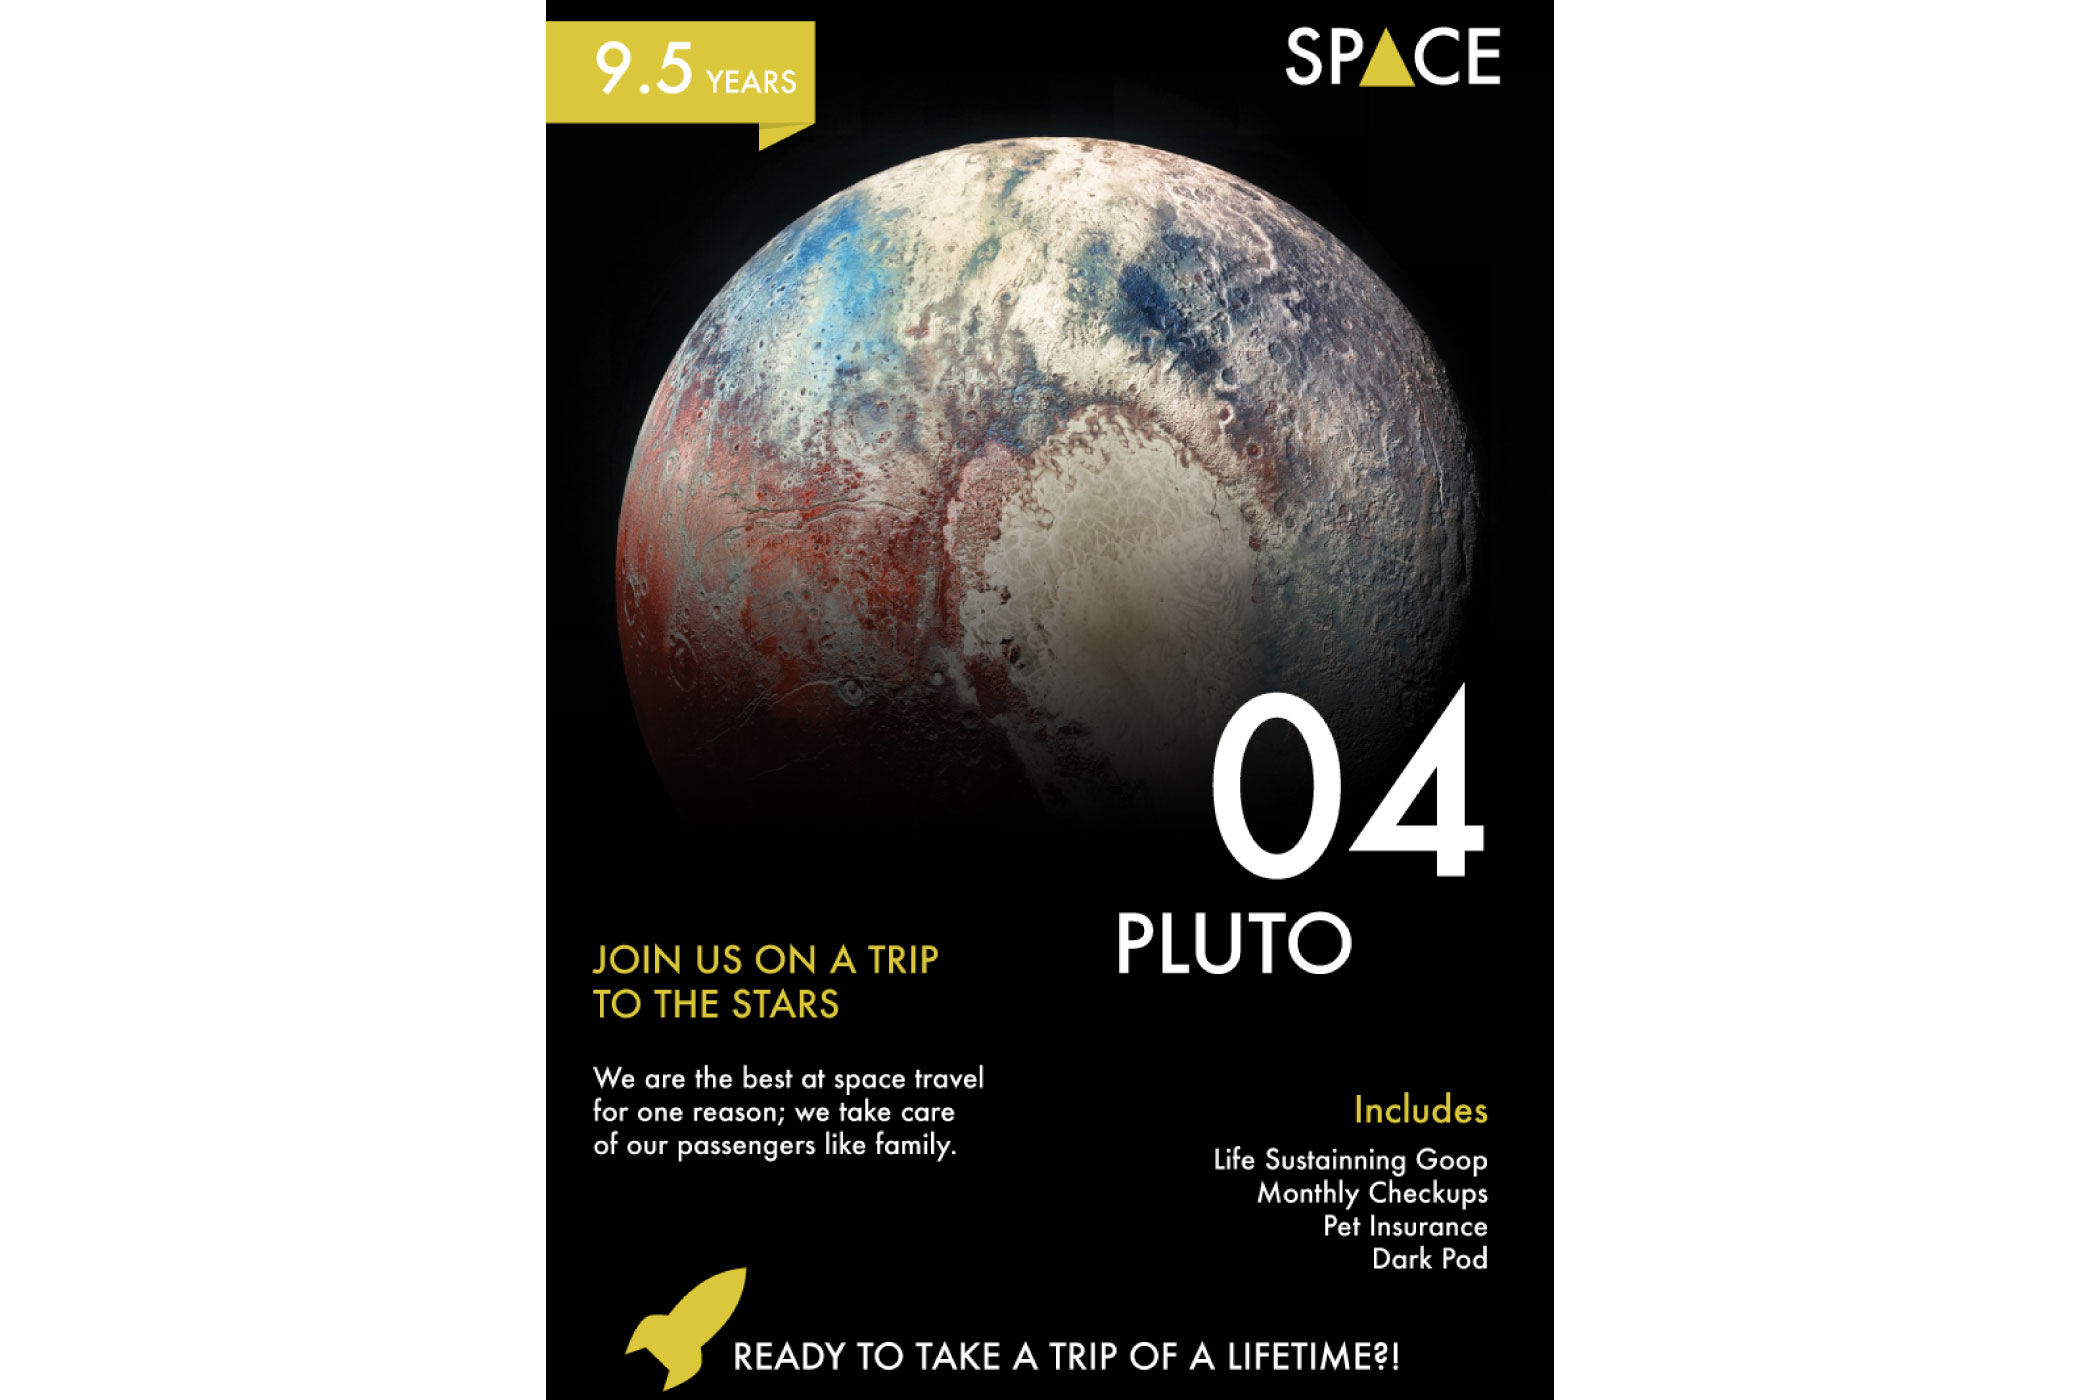 9.5 YEARS
SPACE
04
PLUTO
JOIN US ON A TRIP
TO THE STARS
We are the best at space travel
for one reason; we take care
of our passengers like family.
Includes
Life Sustainning Goop
Monthly Checkups
Pet Insurance
Dark Pod
READY TO TAKE A TRIP OF A LIFETIME?!